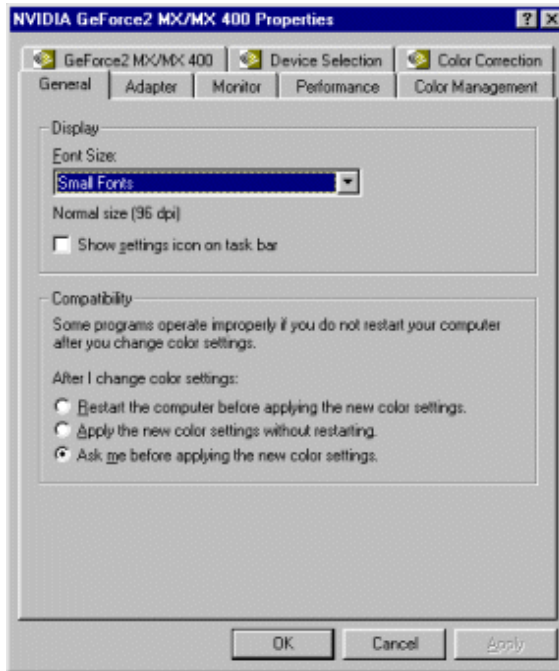 NVIDIA GeForce2 MX/MX 400 Properties
GeForce2 MX/MX 400 Device Selection Color Correction
General Adapter Monitor Performance Color Management
Display
Font Size:
Small Fonts
Normal size (96 dpi)
Show settings icon on task bar
Compatibility
Some programs operate improperly if you do not restart your computer
after you change color settings.
After I change color settings:
Restart the computer before applying the new color settings.
Apply the new color settings without restarting.
Ask me before applying the new color settings.
OK Cancel Apply